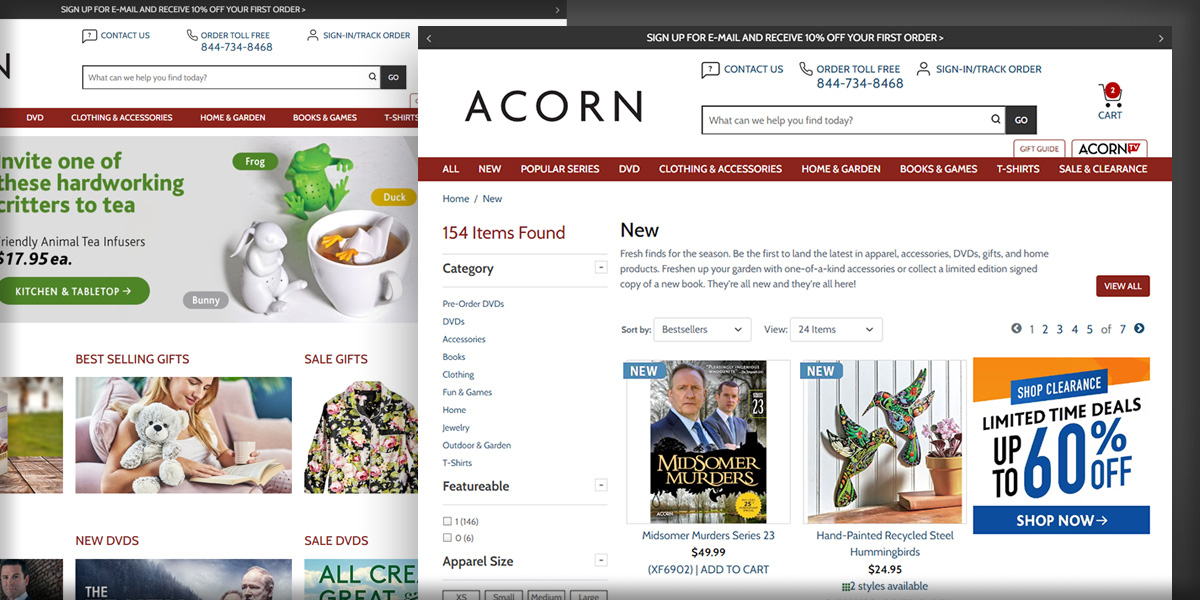 SIGN UP FOR E-MAIL AND RECEIVE 10% OFF YOUR FIRST ORDER >
CONTACT US
ORDER TOLL FREE
844-734-8468
SIGN-IN/TRACK ORDER
What can we help you find today?
GO
DVD
CLOTHING & ACCESSORIES
HOME & GARDEN
BOOKS & GAMES
T-SHIRTS
Invite one of
these hardworking
critters to tea
Friendly Animal Tea Infusers
$17.95 ea.
KITCHEN & TABLETOP →
Frog
Duck
Bunny
BEST SELLING GIFTS
SALE GIFTS
NEW DVDS
SALE DVDS
THE
ALL CRE
GREAT &
SIGN UP FOR E-MAIL AND RECEIVE 10% OFF YOUR FIRST ORDER >
ACORN
? CONTACT US
ORDER TOLL FREE
844-734-8468
SIGN-IN/TRACK ORDER
2
CART
What can we help you find today?
GO
GIFT GUIDE
ACORN TV
ALL
NEW
POPULAR SERIES
DVD
CLOTHING & ACCESSORIES
HOME & GARDEN
BOOKS & GAMES
T-SHIRTS
SALE & CLEARANCE
Home / New
154 Items Found
Category
-
Pre-Order DVDs
DVDs
Accessories
Books
Clothing
Fun & Games
Home
Jewelry
Outdoor & Garden
T-Shirts
Featureable
-
1 (146)
0 (6)
Apparel Size
-
XS
Small
Medium
Large
New
Fresh finds for the season. Be the first to land the latest in apparel, accessories, DVDs, gifts, and home
products. Freshen up your garden with one-of-a-kind accessories or collect a limited edition signed
copy of a new book. They're all new and they're all here!
VIEW ALL
Sort by: Bestsellers
View: 24 Items
1 2 3 4 5 of 7
NEW
"PLEASINGLY INGENIOUS
WHODUNITS"
SERIES
23
MIDSOMER
MURDERS
25
ACORN
Midsomer Murders Series 23
$49.99
(XF6902) | ADD TO CART
NEW
Hand-Painted Recycled Steel
Hummingbirds
$24.95
2 styles available
SHOP CLEARANCE
LIMITED TIME DEALS
UP
TO
60%
OFF
SHOP NOW→